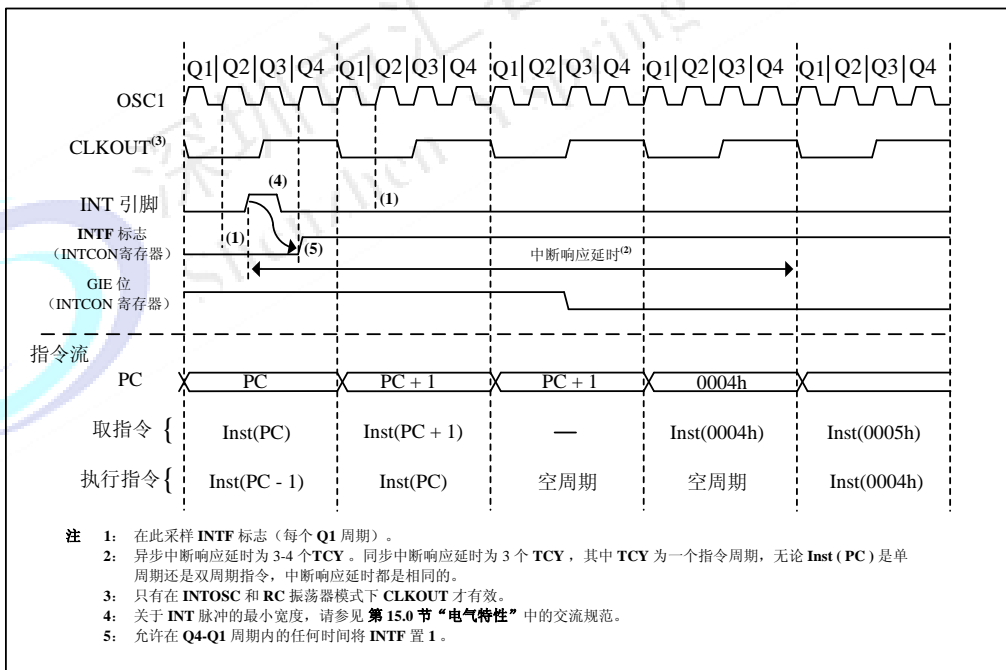 深圳市汇
Shenzhen
Q1 Q2 Q3 Q4 Q1 Q2 Q3 Q4 Q1 Q2 Q3 Q4 Q1 Q2 Q3 Q4 Q1 Q2 Q3 Q4
OSC1
CLKOUT(3)
(4)
INT 引脚
(1)
INTF 标志
(INTCON寄存器)
(1)
(5)
中断响应延时(2)
GIE 位
(INTCON 寄存器)
指令流
PC
PC
PC + 1
PC + 1
0004h
取指令 {
Inst(PC)
Inst(PC + 1)
—
Inst(0004h)
Inst(0005h)
执行指令{
Inst(PC - 1)
Inst(PC)
空周期
空周期
Inst(0004h)
注 1: 在此采样 INTF 标志（每个 Q1 周期）。
2: 异步中断响应延时为 3-4 个TCY 。同步中断响应延时为 3 个 TCY ，其中 TCY 为一个指令周期，无论 Inst ( PC ) 是单
周期还是双周期指令，中断响应延时都是相同的。
3: 只有在 INTOSC 和 RC 振荡器模式下 CLKOUT 才有效。
4: 关于 INT 脉冲的最小宽度，请参见 第 15.0 节“电气特性”中的交流规范。
5: 允许在 Q4-Q1 周期内的任何时间将 INTF 置 1 。